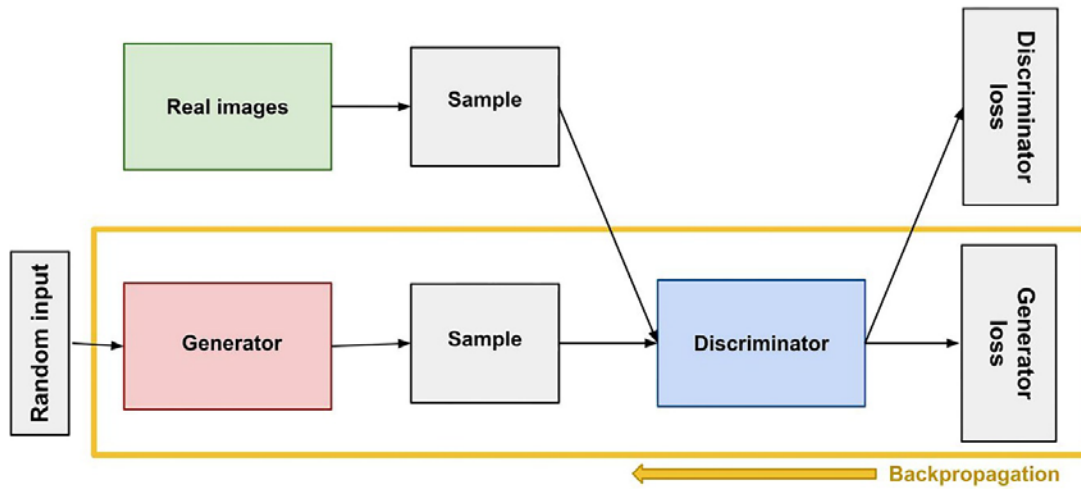 Real images
Sample
Discriminator
loss
Random input
Generator
Sample
Discriminator
Generator
loss
Backpropagation